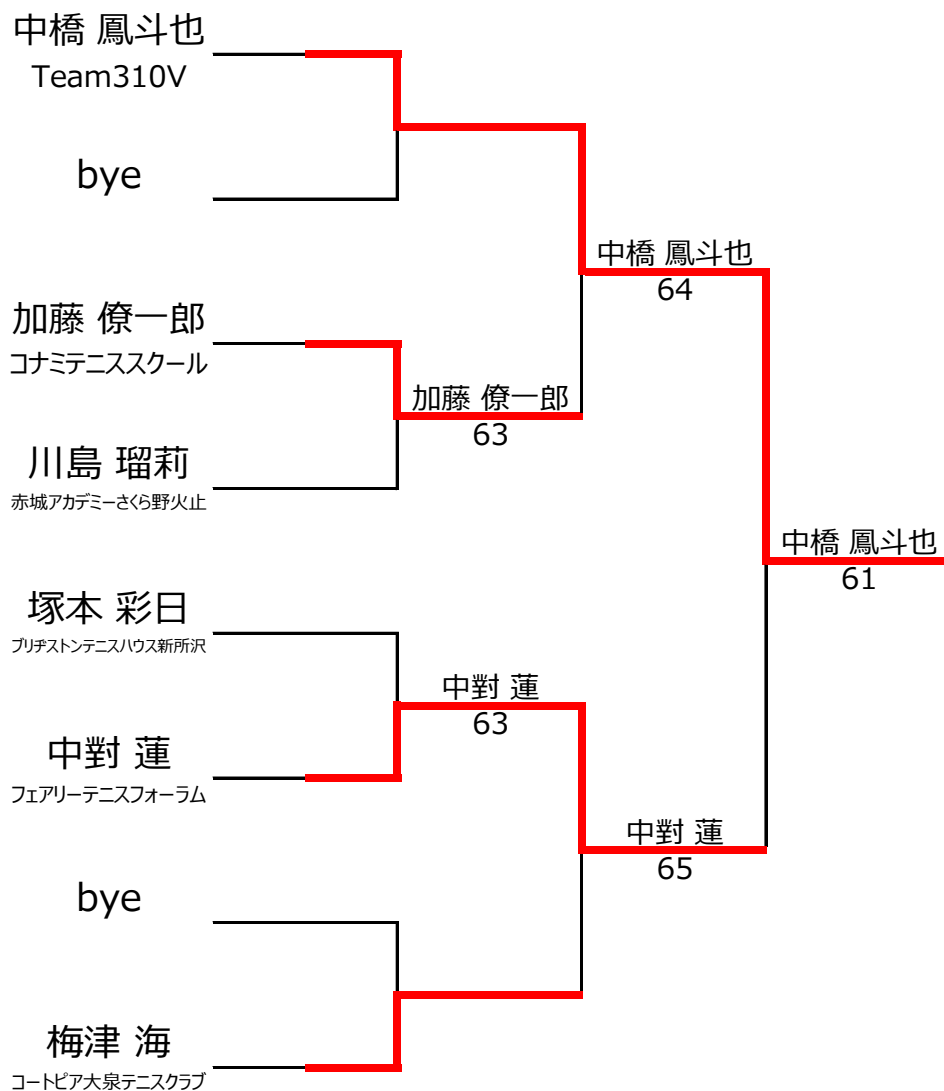 中橋 鳳斗也
Team310V
bye
中橋 鳳斗也
64
加藤 僚一郎
コナミテニススクール
加藤 僚一郎
63
川島 瑠莉
赤城アカデミーさくら野火止
中橋 鳳斗也
61
塚本 彩日
ブリヂストンテニスハウス新所沢
中對 蓮
63
中對 蓮
フェアリーテニスフォーラム
中對 蓮
65
bye
梅津 海
コートピア大泉テニスクラブ